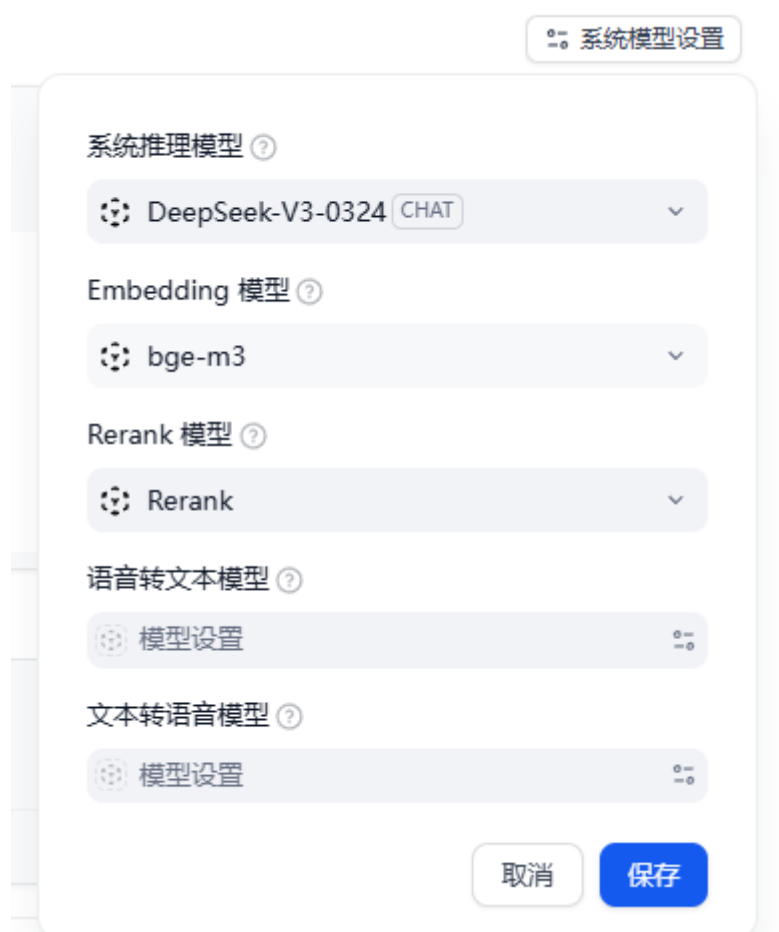 系统模型设置
系统推理模型
DeepSeek-V3-0324 CHAT
Embedding 模型
bge-m3
Rerank 模型
Rerank
语音转文本模型
模型设置
文本转语音模型
模型设置
取消 保存